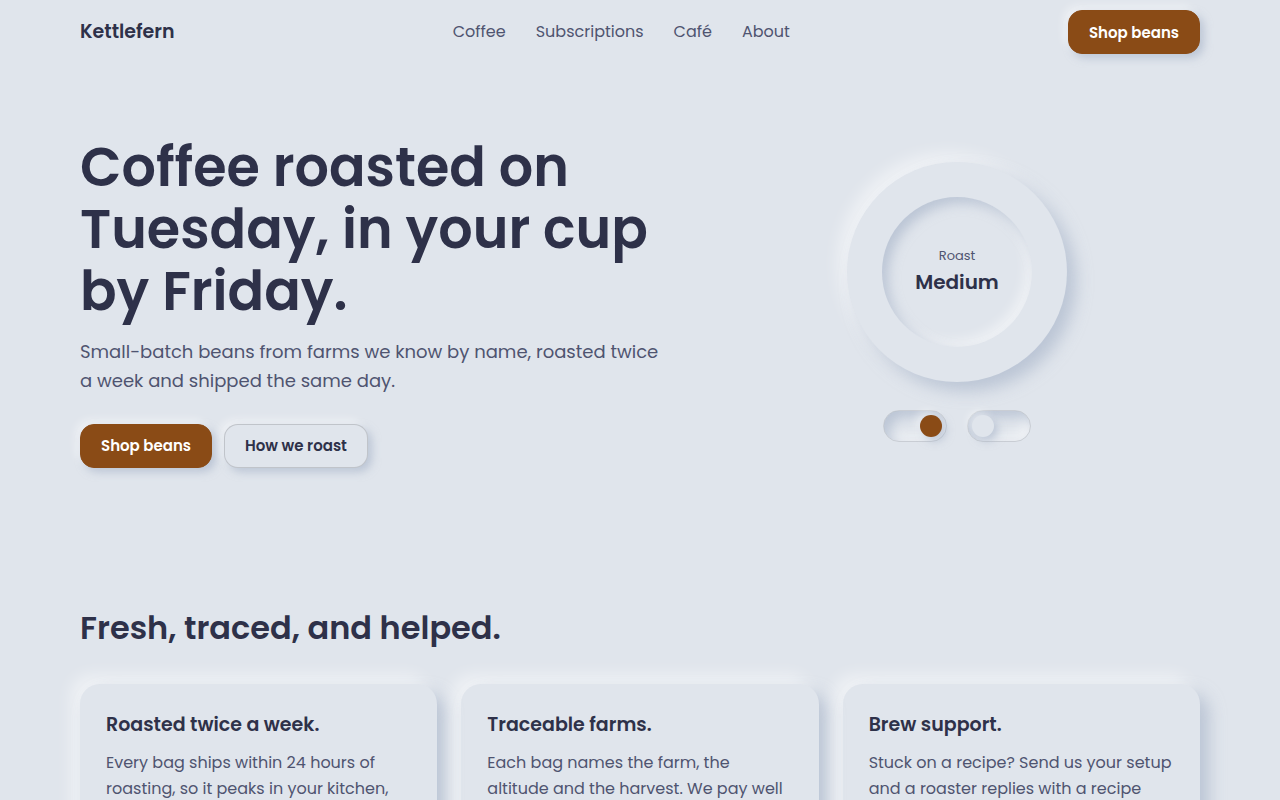 Kettlefern
Coffee Subscriptions Café About
Shop beans
Coffee roasted on
Tuesday, in your cup
by Friday.
Small-batch beans from farms we know by name, roasted twice
a week and shipped the same day.
Shop beans
How we roast
Roast
Medium
Fresh, traced, and helped.
Roasted twice a week.
Every bag ships within 24 hours of
roasting, so it peaks in your kitchen,
Traceable farms.
Each bag names the farm, the
altitude and the harvest. We pay well
Brew support.
Stuck on a recipe? Send us your setup
and a roaster replies with a recipe